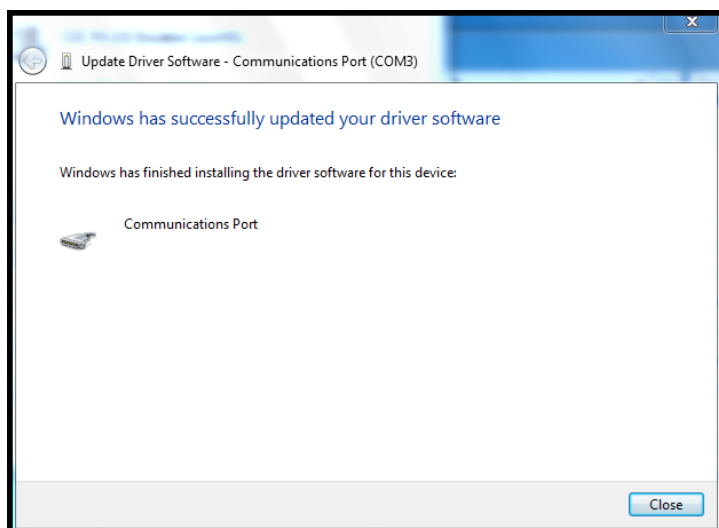 Update Driver Software - Communications Port (COM3)
Windows has successfully updated your driver software
Windows has finished installing the driver software for this device:
Communications Port
Close